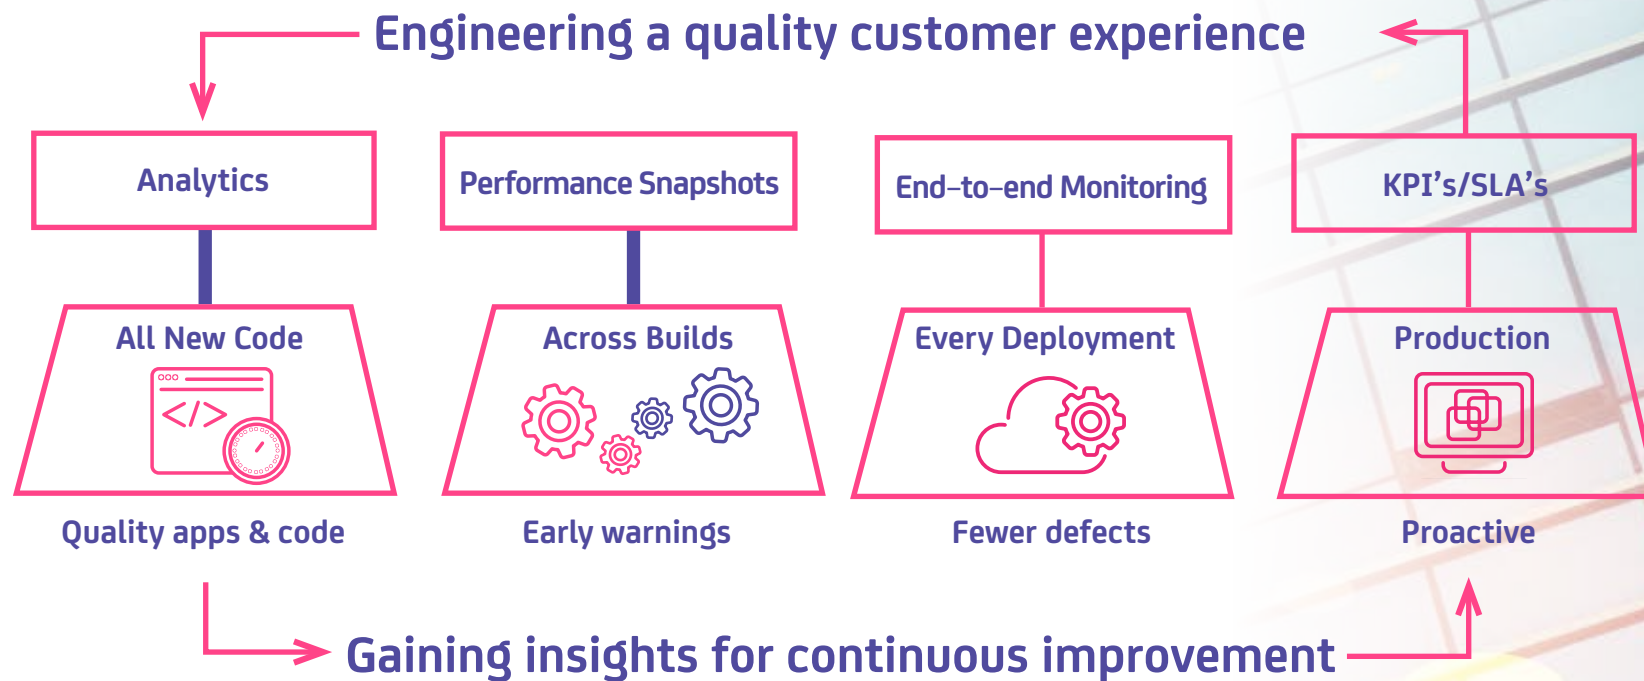 Engineering a quality customer experience
Analytics
Performance Snapshots
End-to-end Monitoring
KPI's/SLA's
All New Code
</>
Across Builds
Every Deployment
Production
Quality apps & code
Early warnings
Fewer defects
Proactive
Gaining insights for continuous improvement